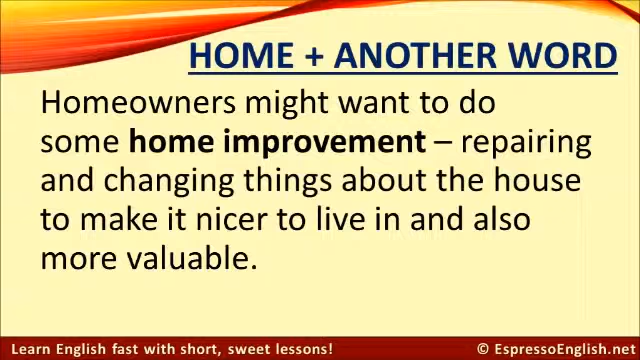 HOME + ANOTHER WORD
Homeowners might want to do
some home improvement – repairing
and changing things about the house
to make it nicer to live in and also
more valuable.
Learn English fast with short, sweet lessons!
© EspressoEnglish.net